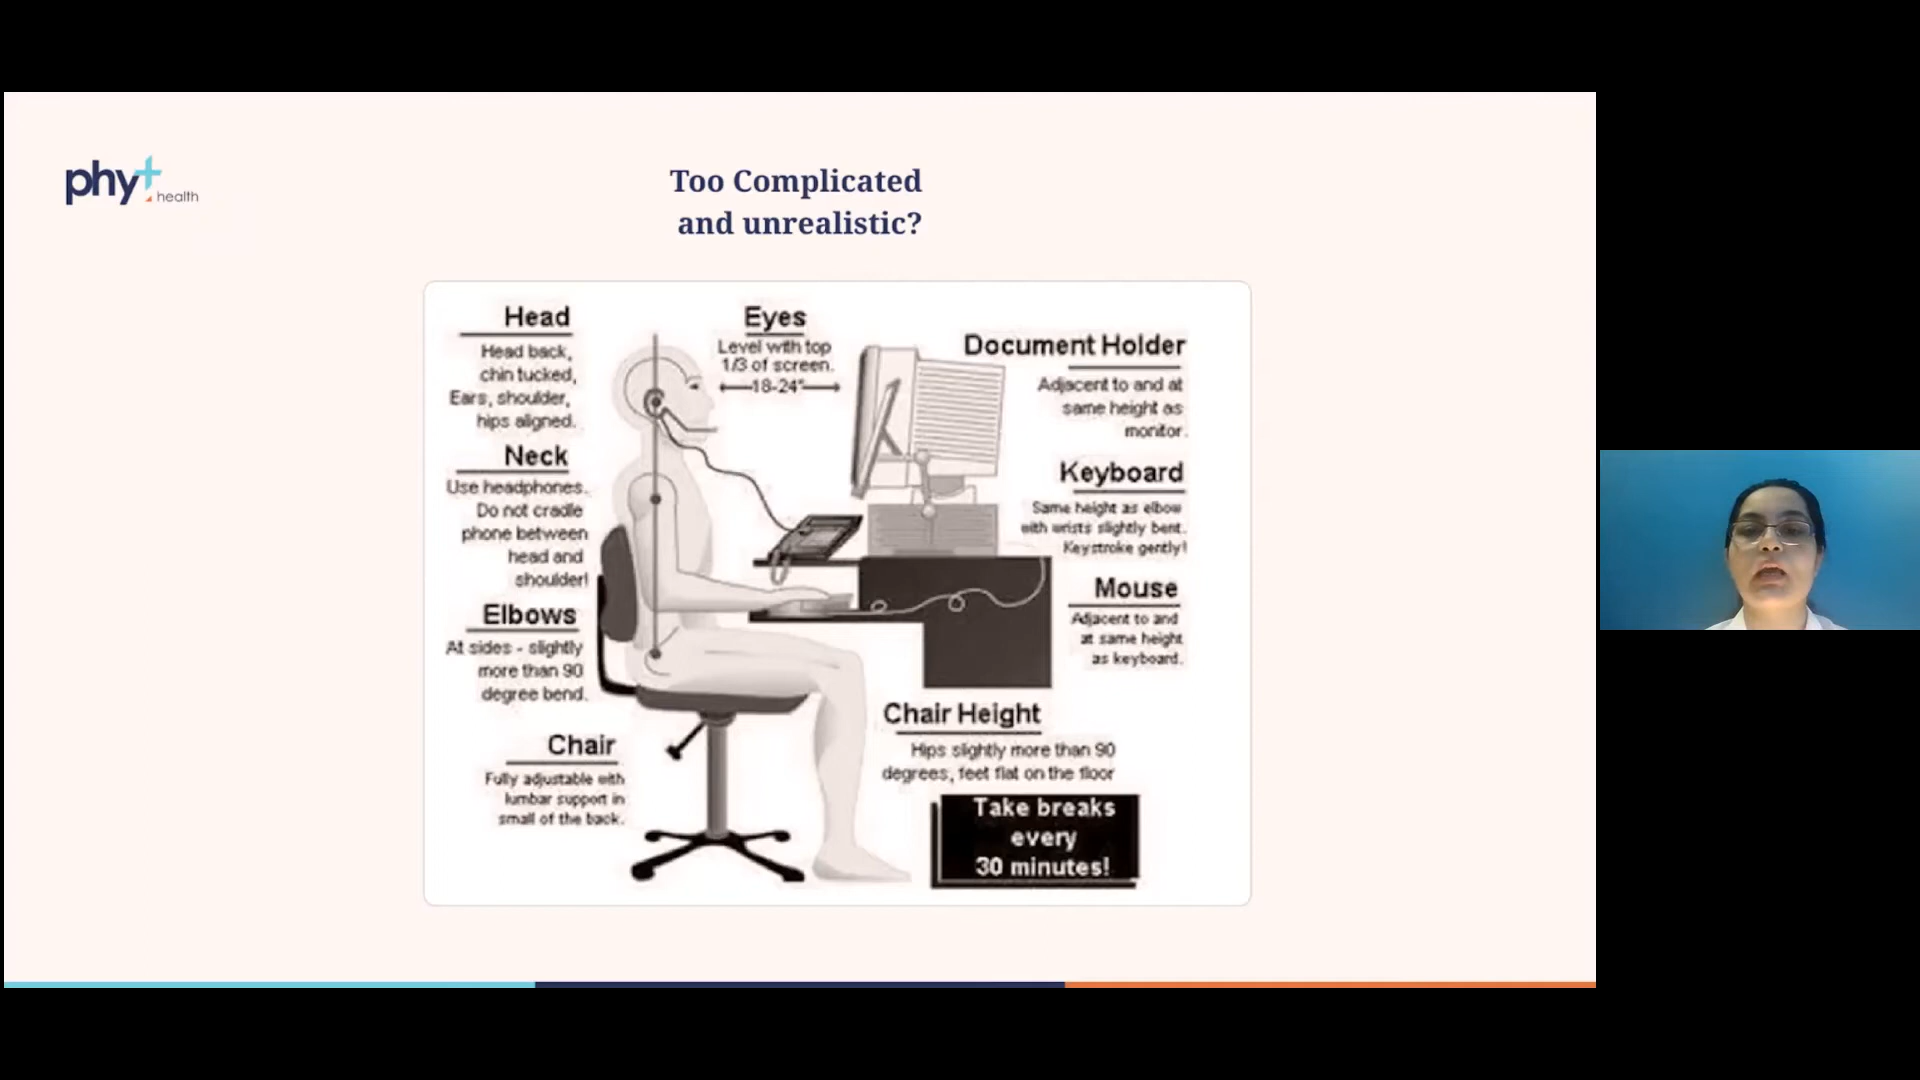 phy+
health
Too Complicated
and unrealistic?
Head
Head back,
chin tucked,
Ears, shoulder,
hips aligned.
Neck
Use headphones.
Do not cradle
phone between
head and
shoulder!
Elbows
At sides - slightly
more than 90
degree bend.
Chair
Fully adjustable with
lumbar support in
small of the back.
Eyes
Level with top
1/3 of screen.
18-24"
Document Holder
Adjacent to and at
same height as
monitor.
Keyboard
Same height as elbow
with wrists slightly bent.
Keystroke gently!
Mouse
Adjacent to and
at same height
as keyboard.
Chair Height
Hips slightly more than 90
degrees, feet flat on the floor
Take breaks
every
30 minutes!